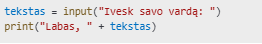 tekstas = input("Ivesk savo vardą: ")
print("Labas, " + tekstas)